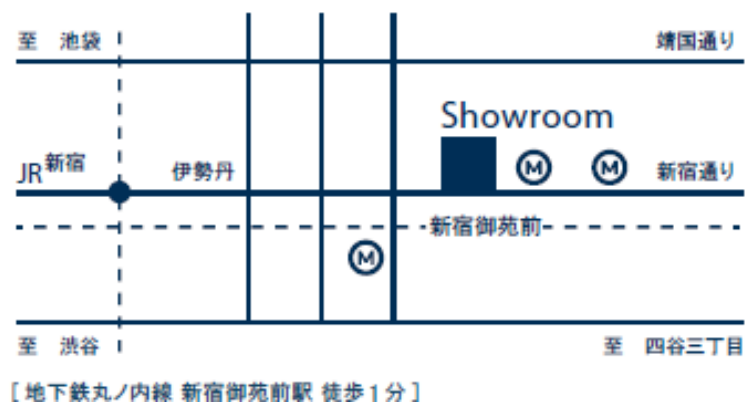 至 池袋
靖国通り
Showroom
JR新宿
伊勢丹
M
M
新宿通り
新宿御苑前
M
至 渋谷
至 四谷三丁目
[ 地下鉄丸ノ内線 新宿御苑前駅 徒歩1分 ]